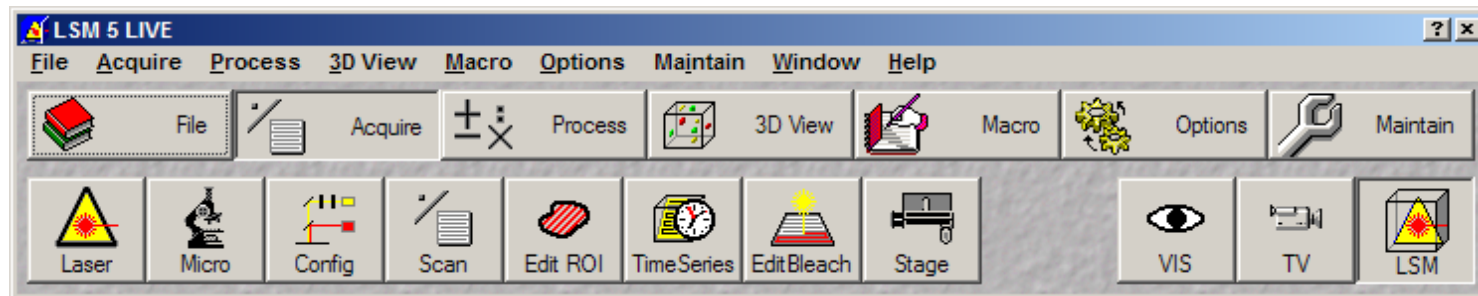 LSM 5 LIVE
File Acquire Process 3D View Macro Options Maintain Window Help
File Acquire Process 3D View Macro Options Maintain
Laser Micro Config Scan Edit ROI TimeSeries EditBleach Stage VIS TV LSM